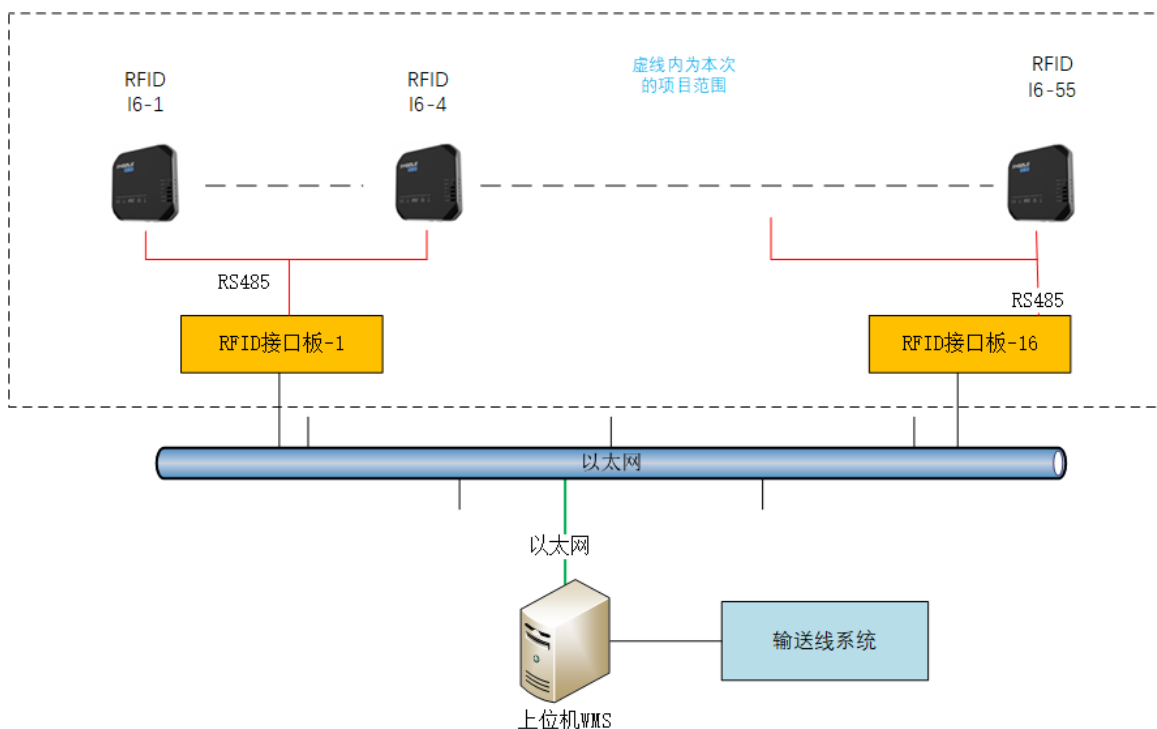 RFID
I6-1
RFID
I6-4
虚线内为本次
的项目范围
RFID
I6-55
RS485
RS485
RFID接口板-1
RFID接口板-16
以太网
以太网
输送线系统
上位机WMS